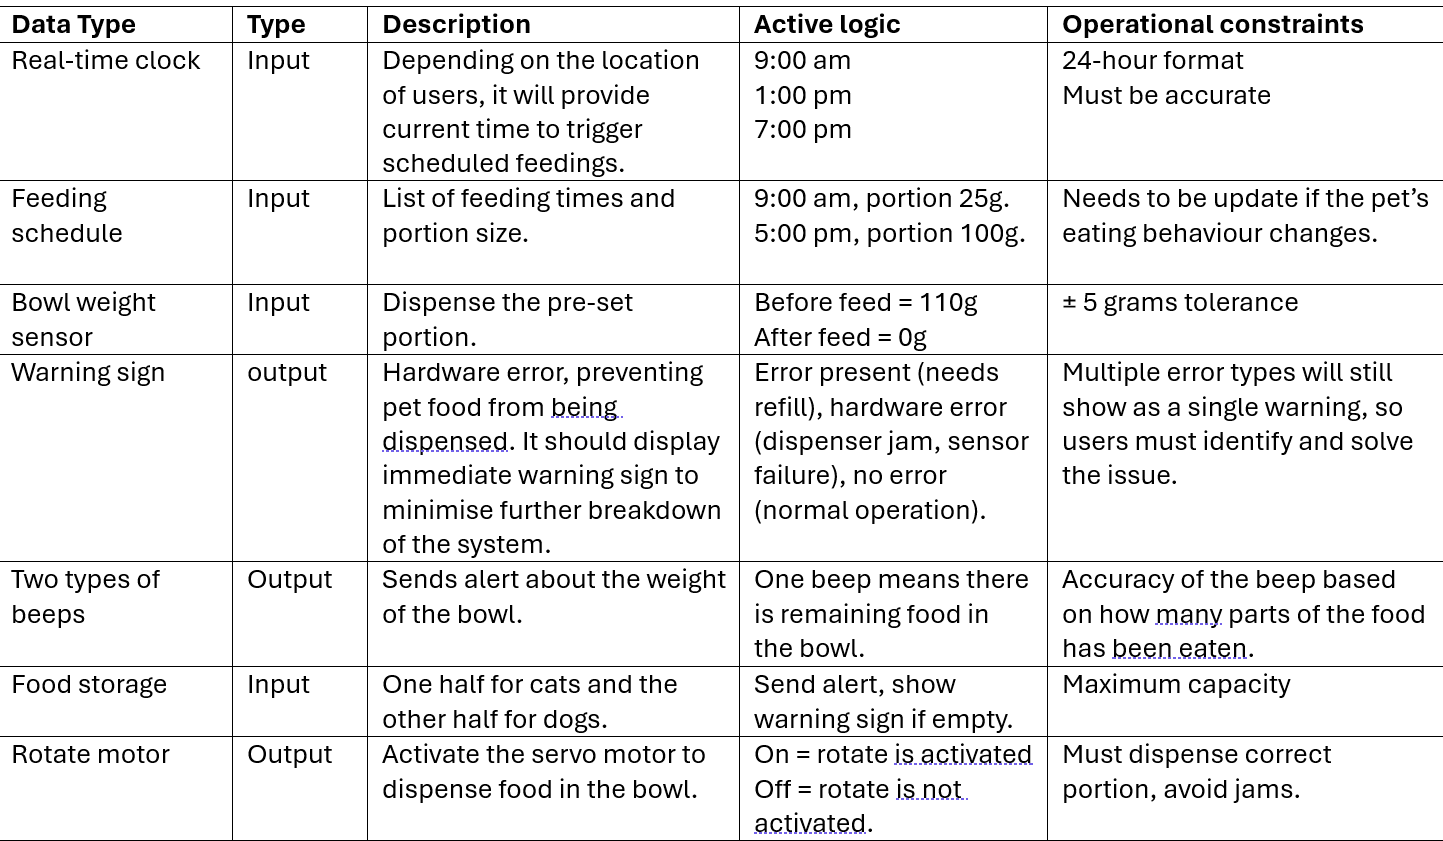 Data Type Type Description Active logic Operational constraints
Real-time clock Input Depending on the location 9:00 am 24-hour format
of users, it will provide 1:00 pm Must be accurate
current time to trigger 7:00 pm
scheduled feedings.
Feeding Input List of feeding times and 9:00 am, portion 25g. Needs to be update if the pet’s
schedule portion size. 5:00 pm, portion 100g. eating behaviour changes.
Bowl weight Input Dispense the pre-set Before feed = 110g ± 5 grams tolerance
sensor portion. After feed = 0g
Warning sign output Hardware error, preventing Error present (needs Multiple error types will still
pet food from being refill), hardware error show as a single warning, so
dispensed. It should display (dispenser jam, sensor users must identify and solve
immediate warning sign to failure), no error the issue.
minimise further breakdown (normal operation).
of the system.
Two types of Output Sends alert about the weight One beep means there Accuracy of the beep based
beeps of the bowl. is remaining food in on how many parts of the food
the bowl. has been eaten.
Food storage Input One half for cats and the Send alert, show Maximum capacity
other half for dogs. warning sign if empty.
Rotate motor Output Activate the servo motor to On = rotate is activated Must dispense correct
dispense food in the bowl. Off = rotate is not portion, avoid jams.
activated.